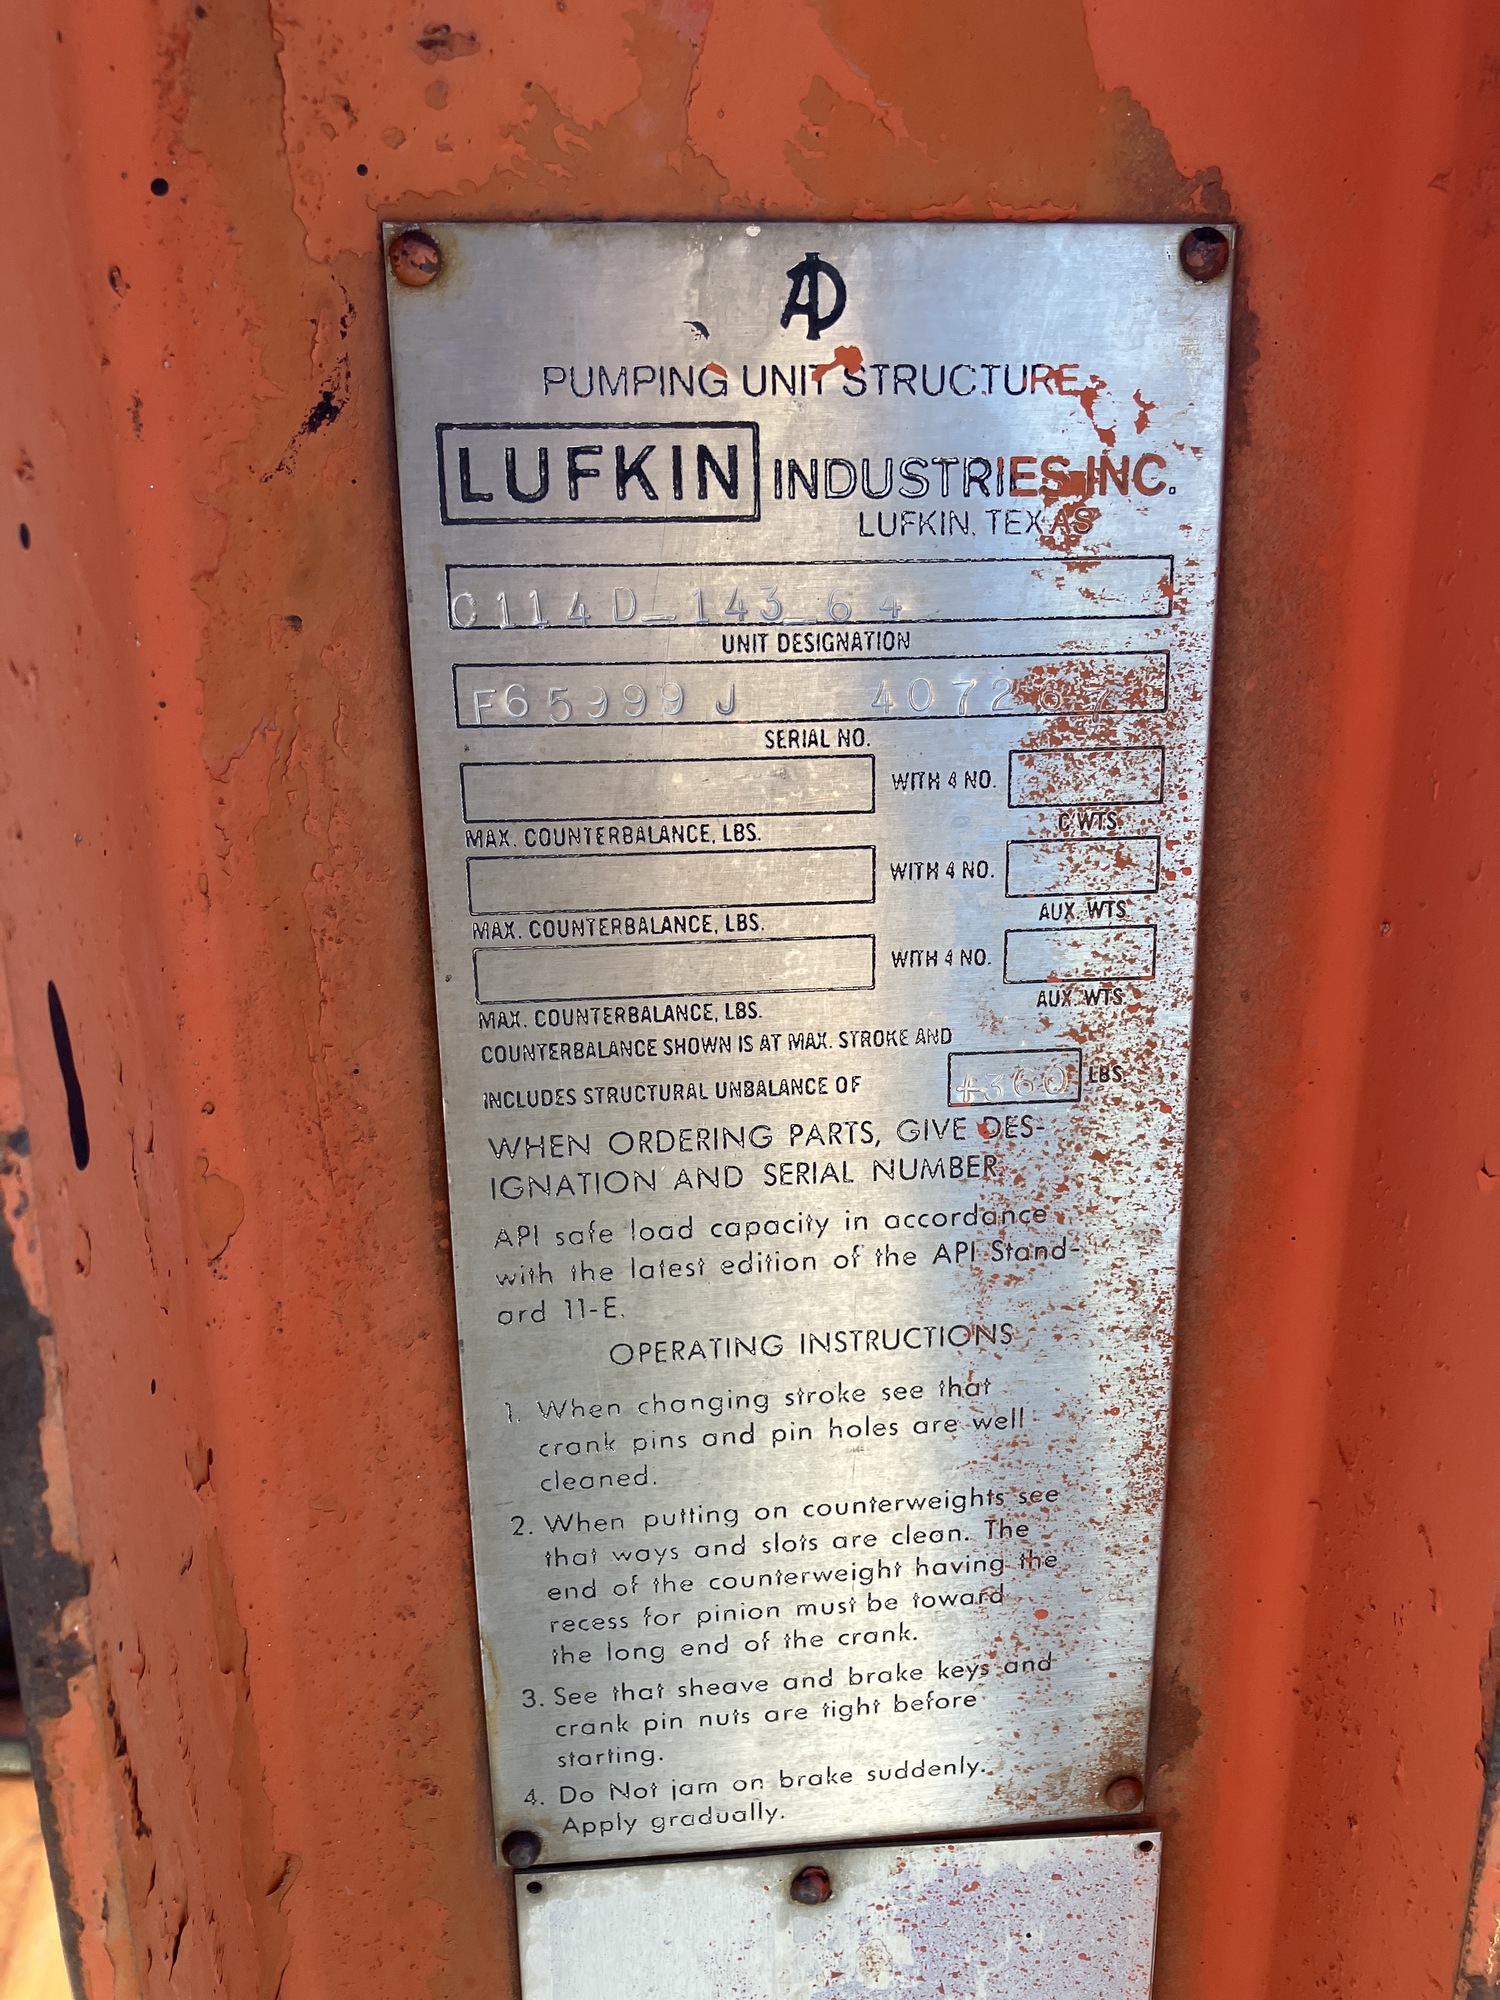 PUMPING UNIT STRUCTURE
LUFKIN INDUSTRIES INC.
LUFKIN, TEXAS
C114D-143-64
UNIT DESIGNATION
F65999J 407267
SERIAL NO.
WITH 4 NO.
MAX. COUNTERBALANCE, LBS. C'WTS.
WITH 4 NO.
MAX. COUNTERBALANCE, LBS. AUX. WTS.
WITH 4 NO.
MAX. COUNTERBALANCE, LBS. AUX. WTS.
COUNTERBALANCE SHOWN IS AT MAX. STROKE AND
INCLUDES STRUCTURAL UNBALANCE OF +360 LBS.
WHEN ORDERING PARTS, GIVE DES-
IGNATION AND SERIAL NUMBER.
API safe load capacity in accordance
with the latest edition of the API Stand-
ard 11-E.
OPERATING INSTRUCTIONS
1. When changing stroke see that
crank pins and pin holes are well
cleaned.
2. When putting on counterweights see
that ways and slots are clean. The
end of the counterweight having the
recess for pinion must be toward
the long end of the crank.
3. See that sheave and brake keys and
crank pin nuts are tight before
starting.
4. Do Not jam on brake suddenly.
Apply gradually.